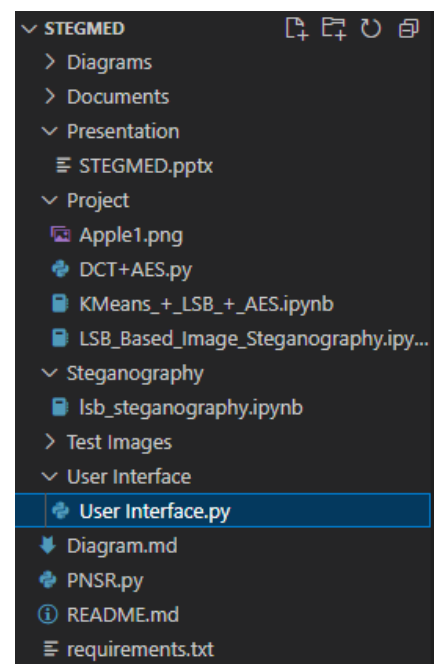 STEGMED
Diagrams
Documents
Presentation
STEGMED.pptx
Project
Apple1.png
DCT+AES.py
KMeans_+_LSB_+_AES.ipynb
LSB_Based_Image_Steganography.ipy...
Steganography
lsb_steganography.ipynb
Test Images
User Interface
User Interface.py
Diagram.md
PNSR.py
README.md
requirements.txt